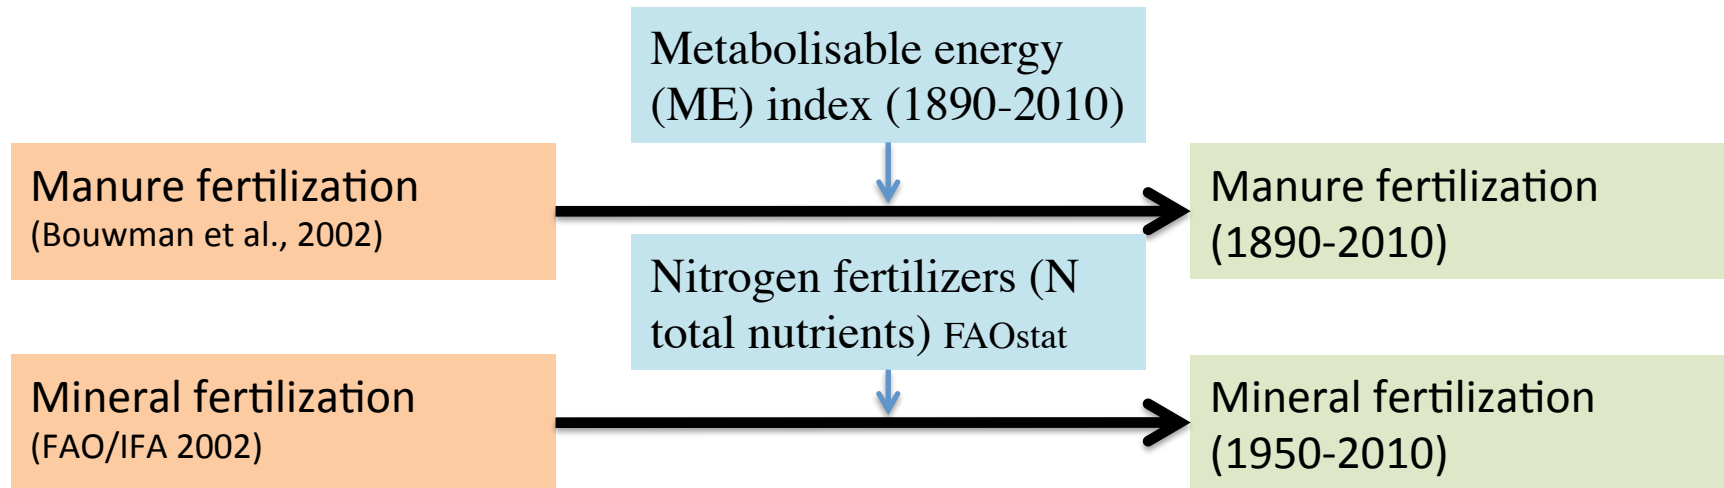 Metabolisable energy
(ME) index (1890-2010)
Manure fertilization
(Bouwman et al., 2002)
Manure fertilization
(1890-2010)
Nitrogen fertilizers (N
total nutrients) FAOstat
Mineral fertilization
(FAO/IFA 2002)
Mineral fertilization
(1950-2010)